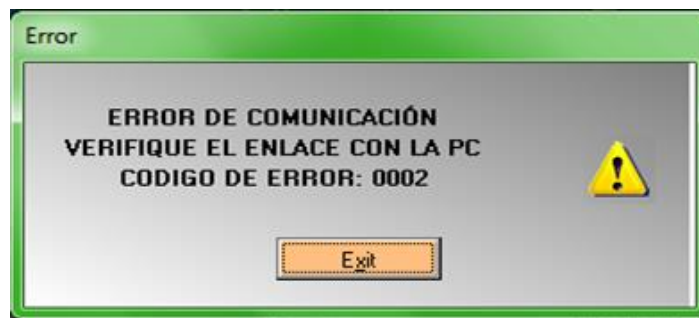 Error
ERROR DE COMUNICACIÓN
VERIFIQUE EL ENLACE CON LA PC
CODIGO DE ERROR: 0002
Exit